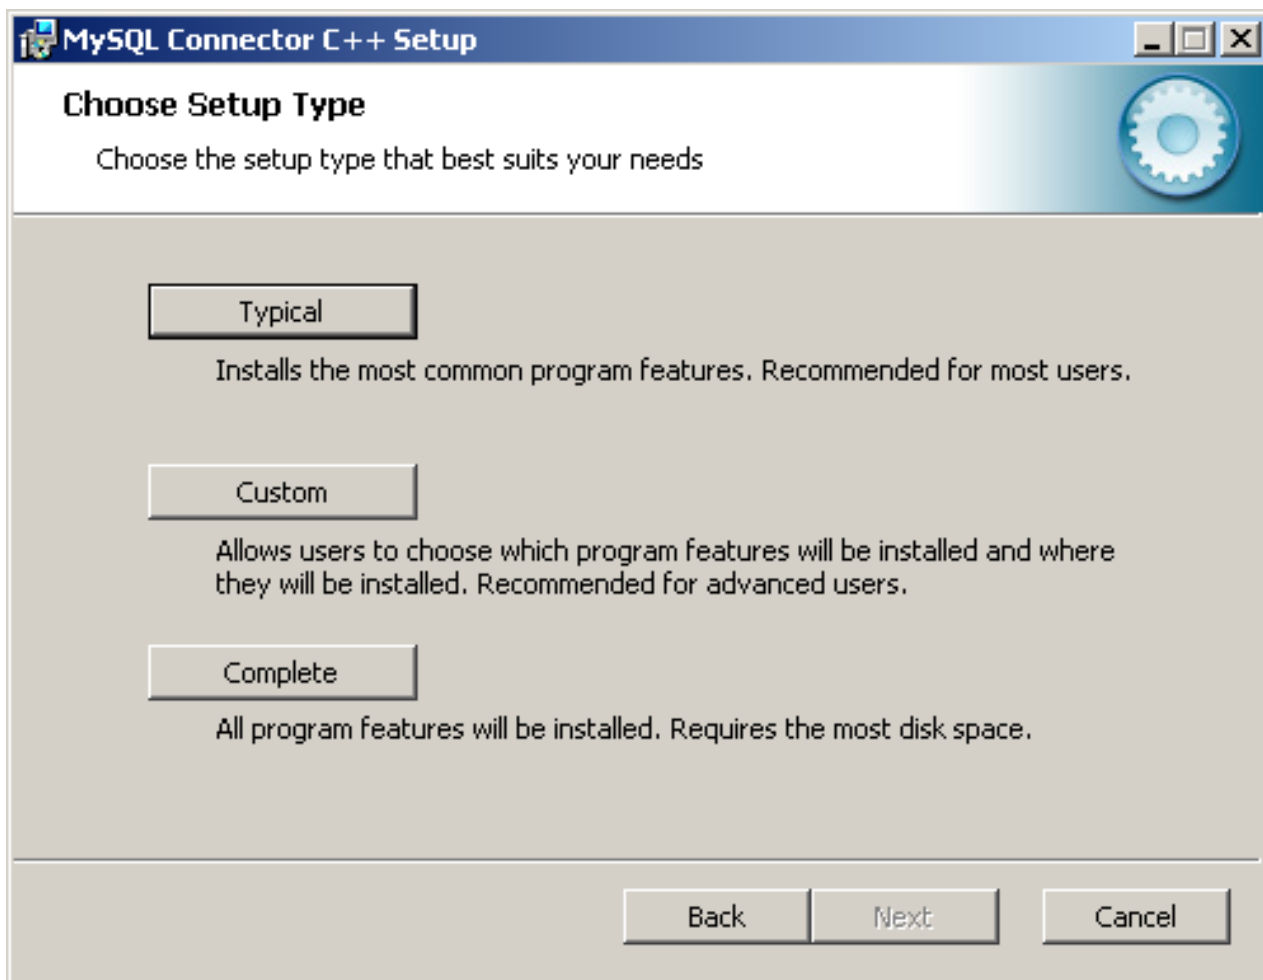 MySQL Connector C++ Setup
Choose Setup Type
Choose the setup type that best suits your needs
Typical
Installs the most common program features. Recommended for most users.
Custom
Allows users to choose which program features will be installed and where
they will be installed. Recommended for advanced users.
Complete
All program features will be installed. Requires the most disk space.
Back Next Cancel